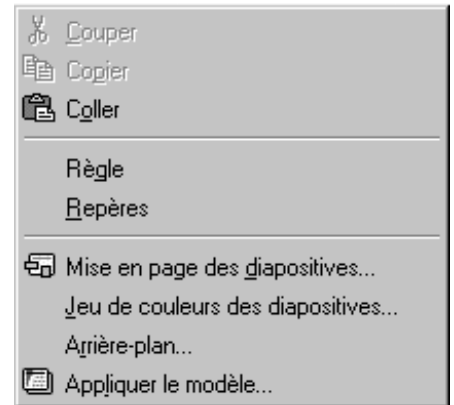 Couper
Copier
Coller
Règle
Repères
Mise en page des diapositives...
Jeu de couleurs des diapositives...
Arrière-plan...
Appliquer le modèle...